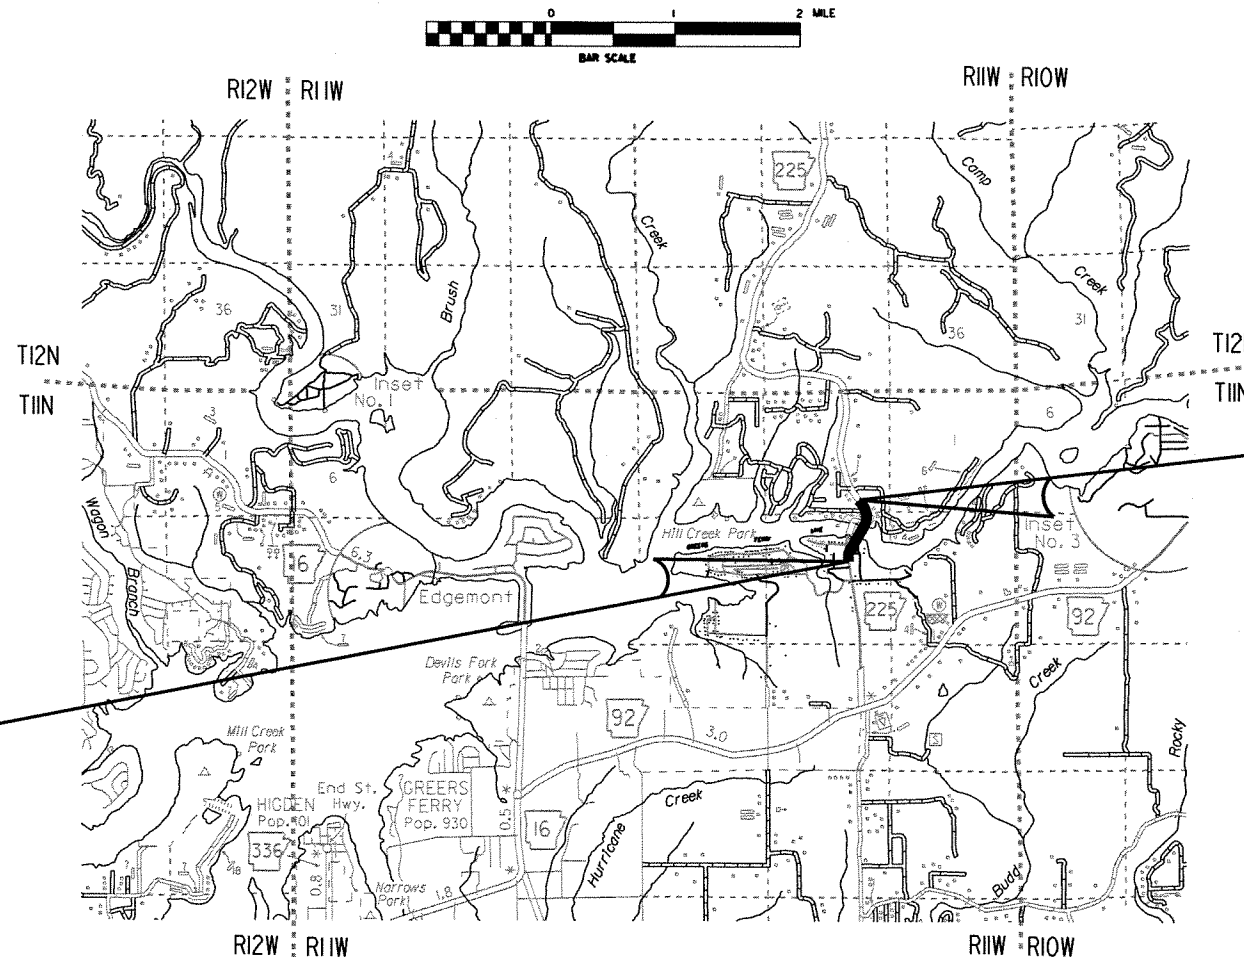 0 1 2 MILE
BAR SCALE
R12W R11W
R11W R10W
225
Camp
Creek
Creek
Brush
36
31
36
31
T12N
T12
T11N
T11N
Inset
No. 1
6
6
Wagon
Branch
16
6.3
Edgemont
Hill Creek Park
GREERS FERRY LAKE
Inset
No. 3
225
92
Devils Fork
Park
Creek
92
3.0
Mill Creek
Park
Rocky
HIGDEN
Pop. 101
End St.
Hwy.
GREERS
FERRY
Pop. 930
0.5
16
Creek
Hurricane
336
0.8
18
Narrows
Park
1.8
Budd
R12W R11W
R11W R10W